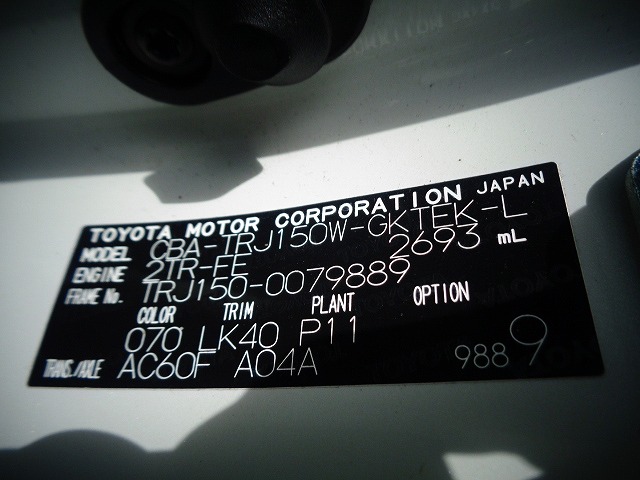 TOYOTA MOTOR CORPORATION JAPAN
MODEL CBA-TRJ150W-GKTEK-L
ENGINE 2TR-FE 2693 mL
FRAME No. TRJ150-0079889
COLOR TRIM PLANT OPTION
070 LK40 P11
TRANS./AXLE AC60F A04A 988 9